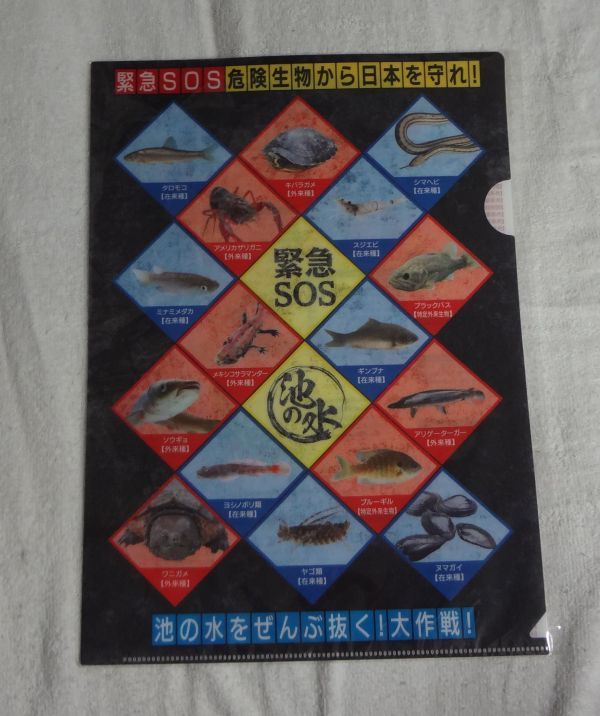 緊急SOS危険生物から日本を守れ!
タロモコ
【在来種】
キバラガメ
【外来種】
シマヘビ
【在来種】
アメリカザリガニ
【外来種】
スジエビ
【在来種】
緊急
SOS
ミナミメダカ
【在来種】
ブラックバス
【特定外来生物】
メキシコサラマンダー
【外来種】
ギンブナ
【在来種】
池の水
ソウギョ
【外来種】
アリゲーターガー
【外来種】
ヨシノボリ類
【在来種】
ブルーギル
【特定外来生物】
ワニガメ
【外来種】
ヤゴ類
【在来種】
ヌマガイ
【在来種】
池の水をぜんぶ抜く!大作戦!